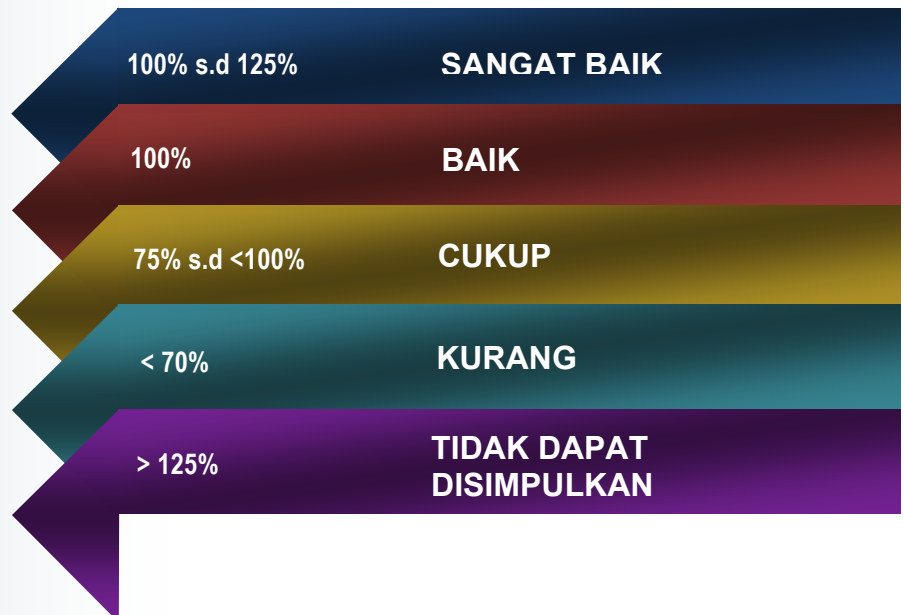 100% s.d 125% SANGAT BAIK
100% BAIK
75% s.d <100% CUKUP
< 70% KURANG
> 125% TIDAK DAPAT
DISIMPULKAN